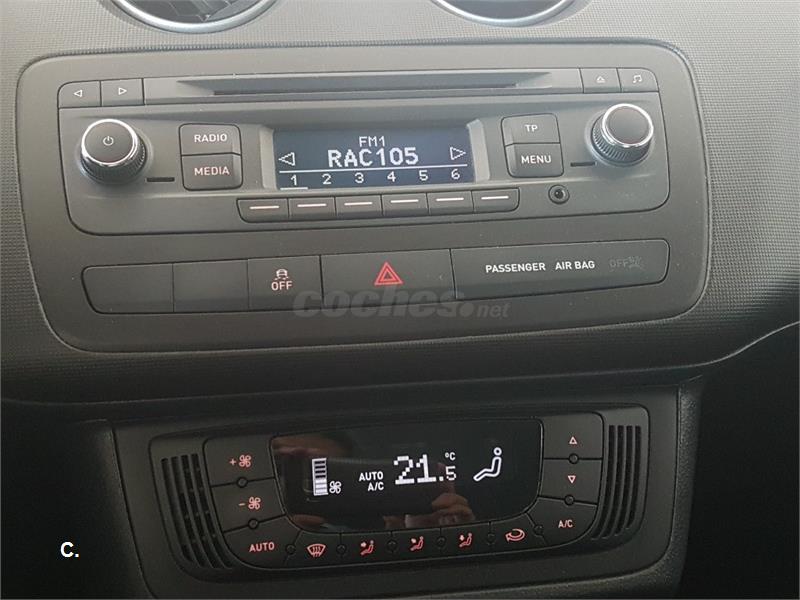 RADIO
MEDIA
FM1
RAC105
1 2 3 4 5 6
TP
MENU
OFF
PASSENGER AIR BAG OFF
coches.net
AUTO
A/C
21.5 °C
AUTO
A/C
C.